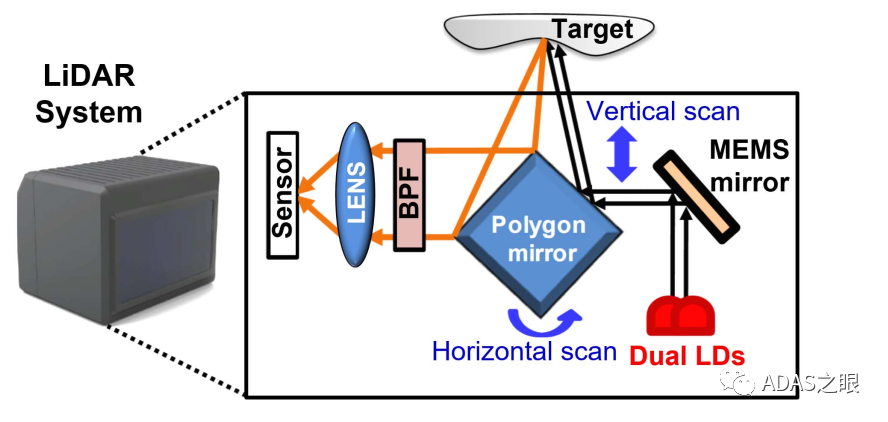 Target
LiDAR
System
Vertical scan
MEMS
mirror
Sensor
LENS
BPF
Polygon
mirror
Horizontal scan
Dual LDs
ADAS之眼